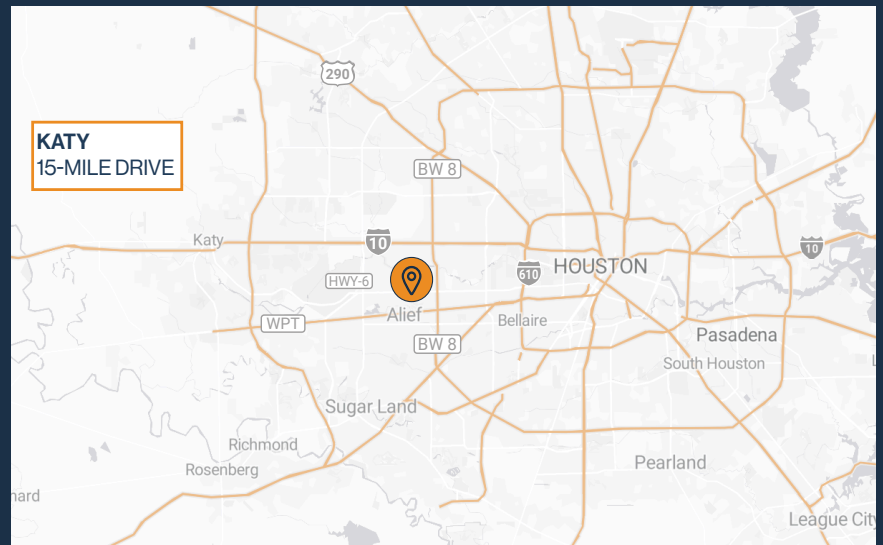 290
KATY
15-MILE DRIVE
BW 8
Katy
10
10
HOUSTON
610
HWY-6
Alief
WPT
Bellaire
Pasadena
BW 8
South Houston
Sugar Land
Richmond
Rosenberg
Pearland
League City